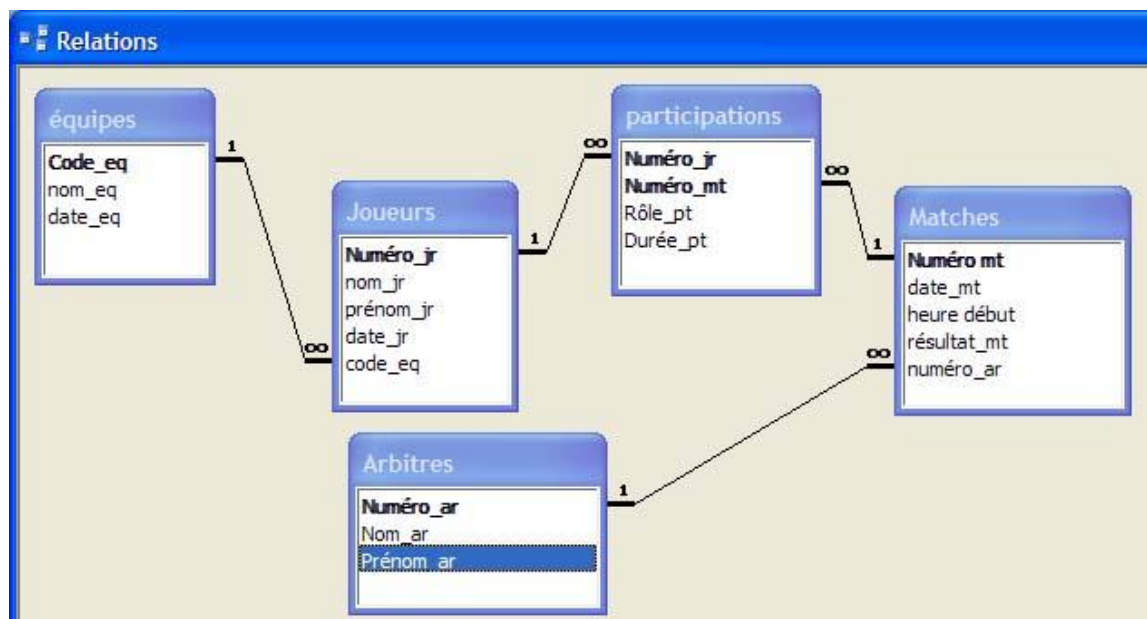 Relations
équipes
Code_eq
nom_eq
date_eq
1
∞
Joueurs
Numéro_jr
nom_jr
prénom_jr
date_jr
code_eq
1
∞
participations
Numéro_jr
Numéro_mt
Rôle_pt
Durée_pt
∞
1
Matches
Numéro mt
date_mt
heure début
résultat_mt
numéro_ar
∞
1
Arbitres
Numéro_ar
Nom_ar
Prénom_ar